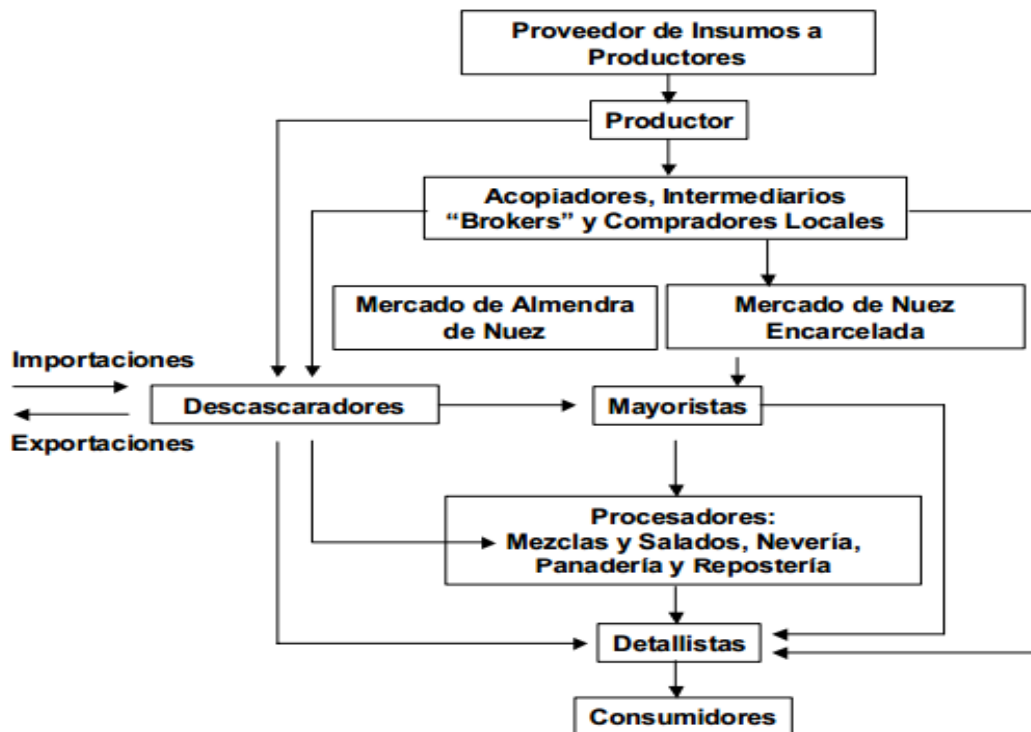 Proveedor de Insumos a
Productores
Productor
Acopiadores, Intermediarios
“Brokers” y Compradores Locales
Mercado de Almendra
de Nuez
Mercado de Nuez
Encarcelada
Importaciones
Descascaradores
Mayoristas
Exportaciones
Procesadores:
Mezclas y Salados, Nevería,
Panadería y Repostería
Detallistas
Consumidores